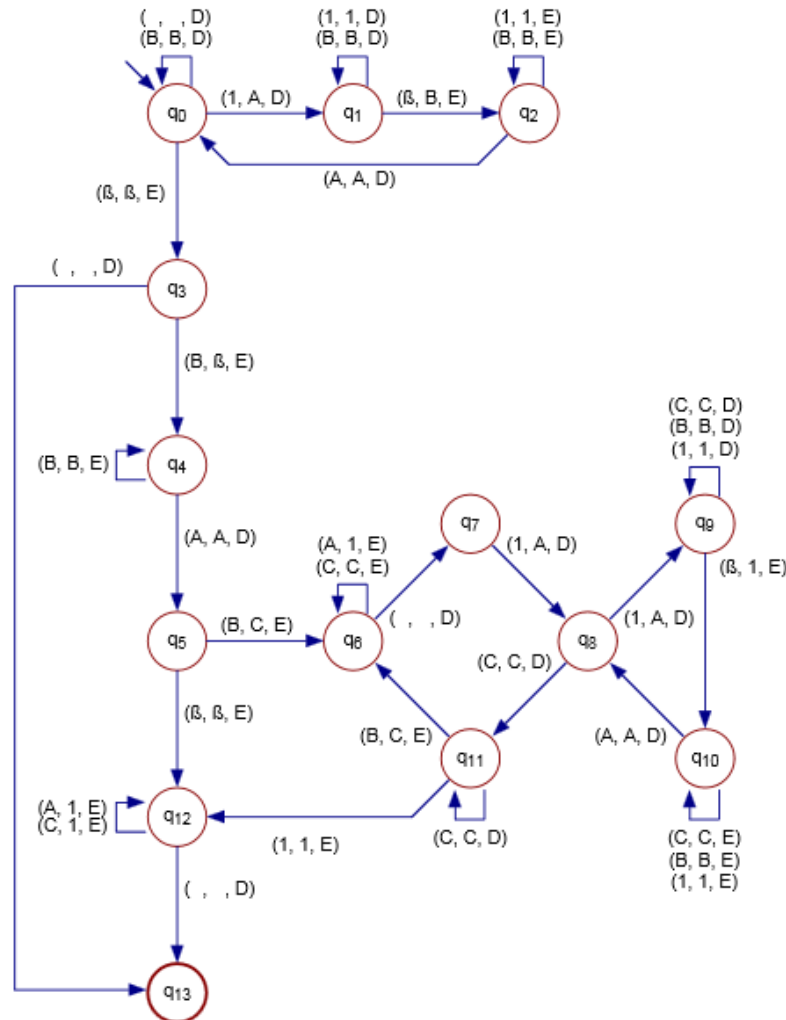 ( , , D)
(B, B, D)
(1, 1, D)
(B, B, D)
(1, 1, E)
(B, B, E)
q0
(1, A, D)
q1
(ß, B, E)
q2
(A, A, D)
(ß, ß, E)
( , , D)
q3
(B, ß, E)
(C, C, D)
(B, B, D)
(1, 1, D)
(B, B, E)
q4
q7
q9
(A, A, D)
(A, 1, E)
(C, C, E)
(1, A, D)
(ß, 1, E)
q5
(B, C, E)
q6
( , , D)
q8
(1, A, D)
(C, C, D)
(ß, ß, E)
(B, C, E)
q11
(A, A, D)
q10
(A, 1, E)
(C, 1, E)
q12
(1, 1, E)
(C, C, D)
(C, C, E)
(B, B, E)
(1, 1, E)
( , , D)
q13